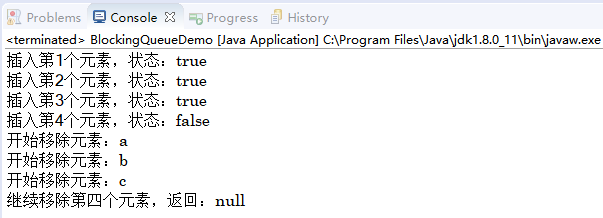 Problems Console Progress History
<terminated> BlockingQueueDemo [Java Application] C:\Program Files\Java\jdk1.8.0_11\bin\javaw.exe
插入第1个元素，状态：true
插入第2个元素，状态：true
插入第3个元素，状态：true
插入第4个元素，状态：false
开始移除元素：a
开始移除元素：b
开始移除元素：c
继续移除第四个元素，返回：null